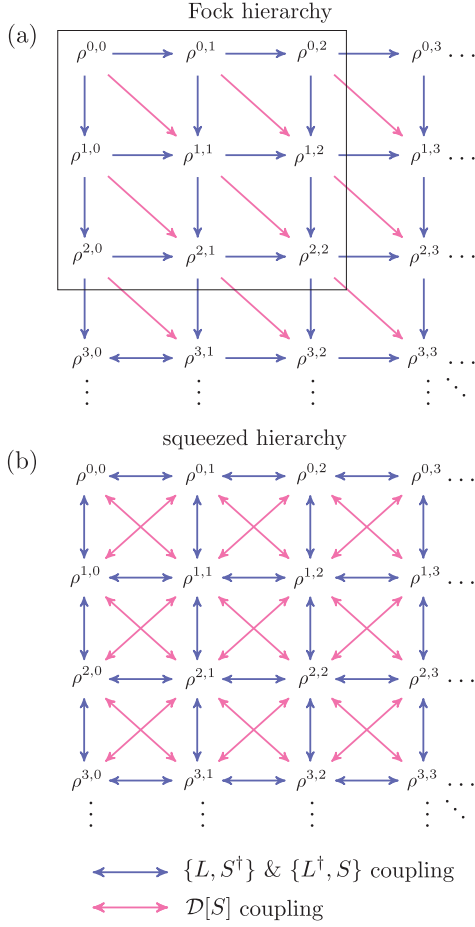 Fock hierarchy
(a)
ρ^{0,0} ρ^{0,1} ρ^{0,2} ρ^{0,3} ...
ρ^{1,0} ρ^{1,1} ρ^{1,2} ρ^{1,3} ...
ρ^{2,0} ρ^{2,1} ρ^{2,2} ρ^{2,3} ...
ρ^{3,0} ρ^{3,1} ρ^{3,2} ρ^{3,3} ...
⋮ ⋮ ⋮ ⋮ ⋱
squeezed hierarchy
(b)
ρ^{0,0} ρ^{0,1} ρ^{0,2} ρ^{0,3} ...
ρ^{1,0} ρ^{1,1} ρ^{1,2} ρ^{1,3} ...
ρ^{2,0} ρ^{2,1} ρ^{2,2} ρ^{2,3} ...
ρ^{3,0} ρ^{3,1} ρ^{3,2} ρ^{3,3} ...
⋮ ⋮ ⋮ ⋮ ⋱
{L, S†} & {L†, S} coupling
𝒟[S] coupling